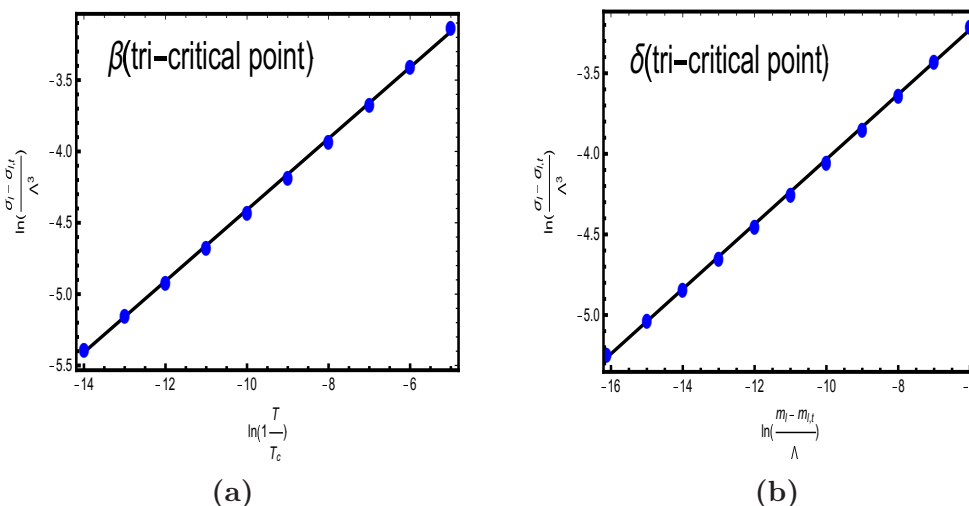 β(tri−critical point)
ln(σl − σl,t / Λ³)
−3.5
−4.0
−4.5
−5.0
−5.5
−14 −12 −10 −8 −6
ln(1 T / Tc)
(a)
δ(tri−critical point)
ln(σl − σl,t / Λ³)
−3.5
−4.0
−4.5
−5.0
−16 −14 −12 −10 −8
ln(ml − ml,t / Λ)
(b)